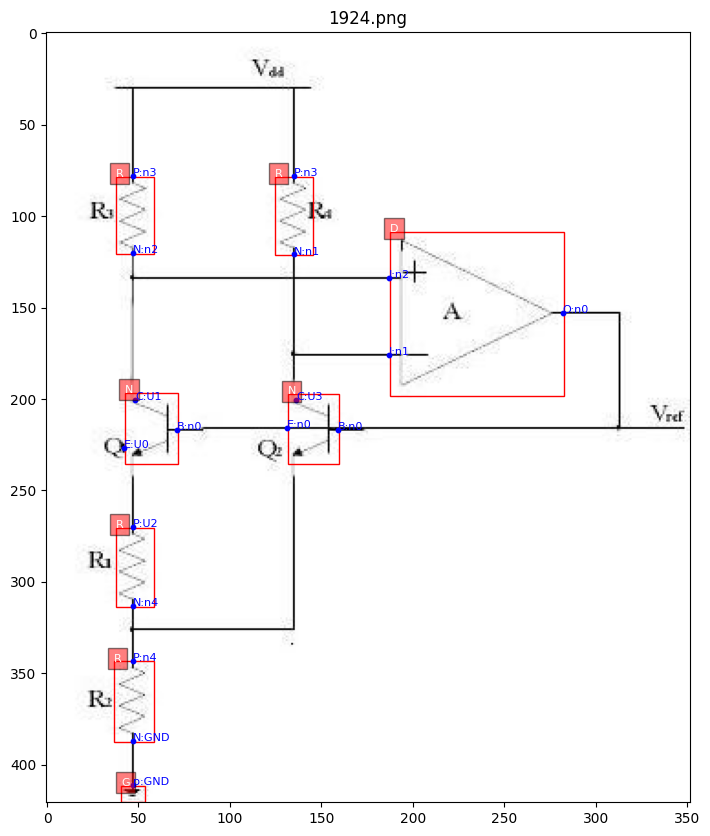 1924.png
0
50
100
150
200
250
300
350
400
0
50
100
150
200
250
300
350
Vdd
R
P:n3
R
P:n3
R3
R4
N:n2
N:n1
D
I:n2
+
A
O:n0
I:n1
N
C:U1
N
C:U3
B:n0
E:n0
B:n0
Vref
E:U0
Q
Q2
R
P:U2
R1
N:n4
R
P:n4
R2
N:GND
G
p:GND